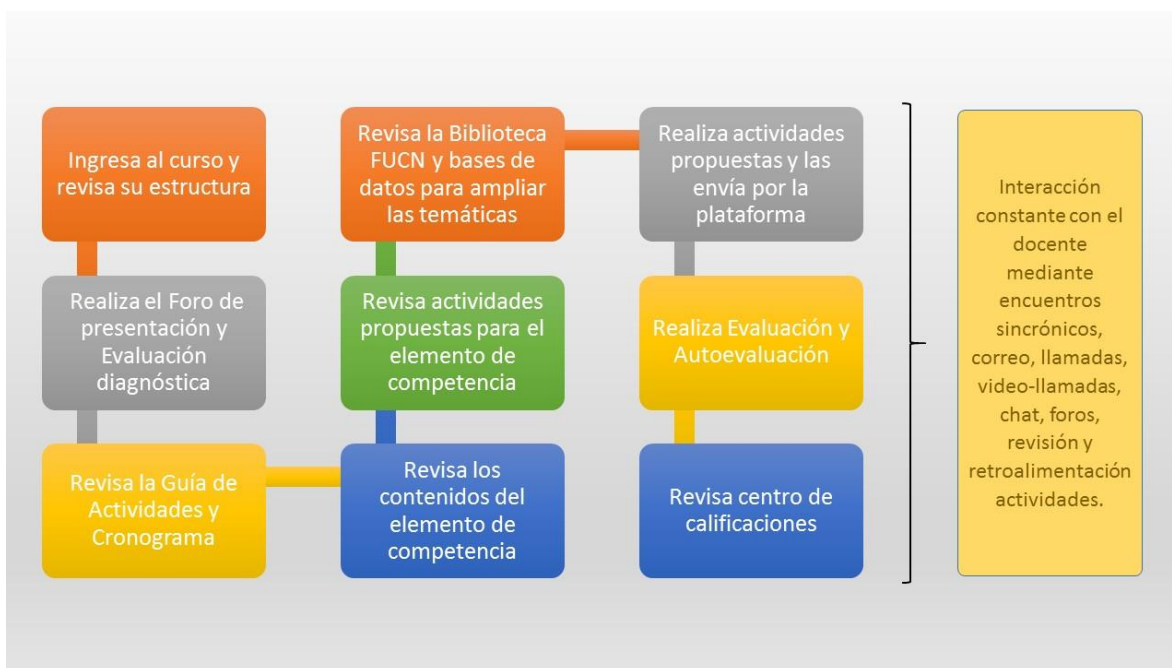 Ingresa al curso y
revisa su estructura
Realiza el Foro de
presentación y
Evaluación
diagnóstica
Revisa la Guía de
Actividades y
Cronograma
Revisa los
contenidos del
elemento de
competencia
Revisa actividades
propuestas para el
elemento de
competencia
Revisa la Biblioteca
FUCN y bases de
datos para ampliar
las temáticas
Realiza actividades
propuestas y las
envía por la
plataforma
Realiza Evaluación y
Autoevaluación
Revisa centro de
calificaciones
Interacción
constante con el
docente
mediante
encuentros
sincrónicos,
correo, llamadas,
video-llamadas,
chat, foros,
revisión y
retroalimentación
actividades.